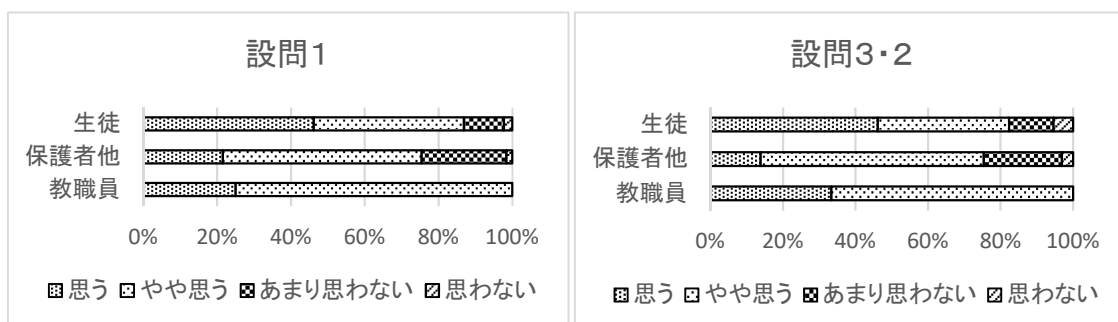 設問1
生徒
保護者他
教職員
0% 20% 40% 60% 80% 100%
思う やや思う あまり思わない 思わない
設問3・2
生徒
保護者他
教職員
0% 20% 40% 60% 80% 100%
思う やや思う あまり思わない 思わない